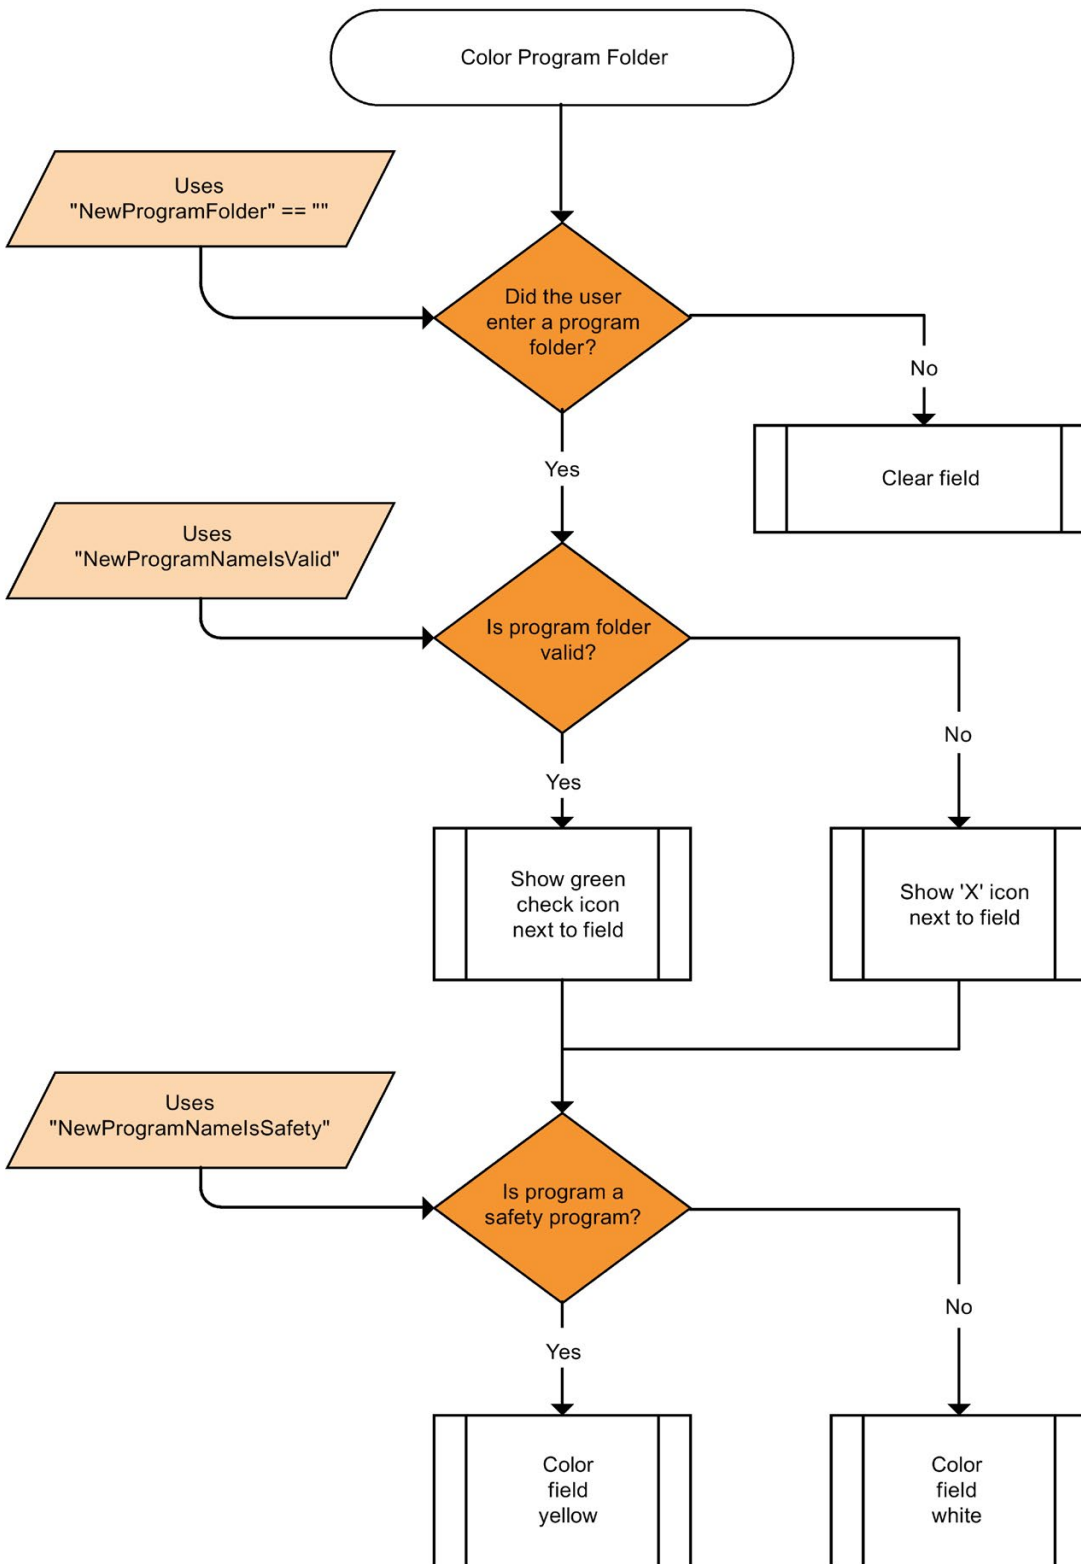 Color Program Folder
Uses
"NewProgramFolder" == ""
Did the user
enter a program
folder?
No
Clear field
Yes
Uses
"NewProgramNameIsValid"
Is program folder
valid?
No
Yes
Show green
check icon
next to field
Show 'X' icon
next to field
Uses
"NewProgramNameIsSafety"
Is program a
safety program?
No
Yes
Color
field
yellow
Color
field
white